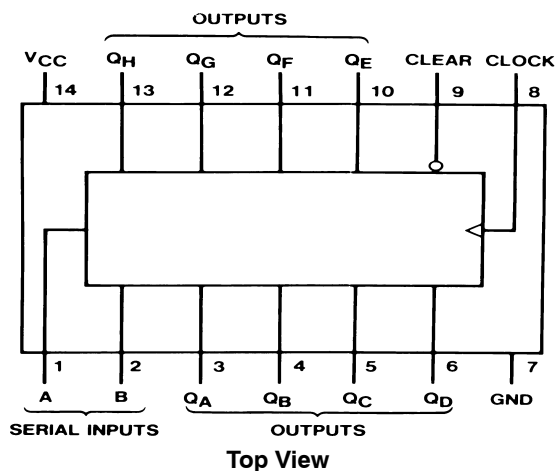 OUTPUTS
VCC QH QG QF QE CLEAR CLOCK
14 13 12 11 10 9 8
1 2 3 4 5 6 7
A B QA QB QC QD GND
SERIAL INPUTS OUTPUTS
Top View